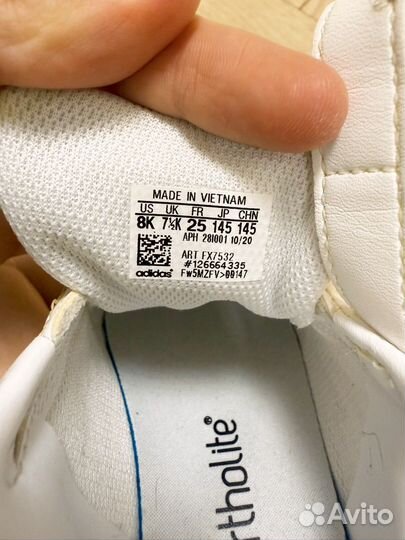 MADE IN VIETNAM
US UK FR JP CHN
8K 7½K 25 145 145
APH 281001 10/20
ART FX7532
#126664335
adidas® Fw5MZFV>00147
rtholite®
Avito